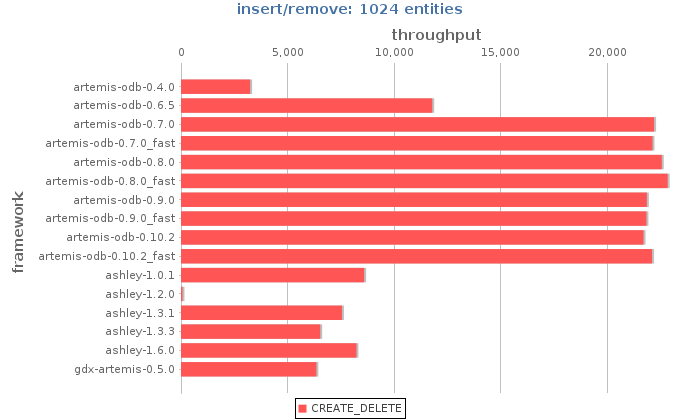 insert/remove: 1024 entities
throughput
0 5,000 10,000 15,000 20,000
framework
artemis-odb-0.4.0
artemis-odb-0.6.5
artemis-odb-0.7.0
artemis-odb-0.7.0_fast
artemis-odb-0.8.0
artemis-odb-0.8.0_fast
artemis-odb-0.9.0
artemis-odb-0.9.0_fast
artemis-odb-0.10.2
artemis-odb-0.10.2_fast
ashley-1.0.1
ashley-1.2.0
ashley-1.3.1
ashley-1.3.3
ashley-1.6.0
gdx-artemis-0.5.0
CREATE_DELETE